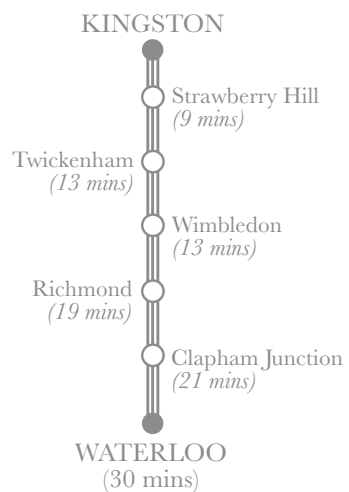 KINGSTON
Strawberry Hill
(9 mins)
Twickenham
(13 mins)
Wimbledon
(13 mins)
Richmond
(19 mins)
Clapham Junction
(21 mins)
WATERLOO
(30 mins)